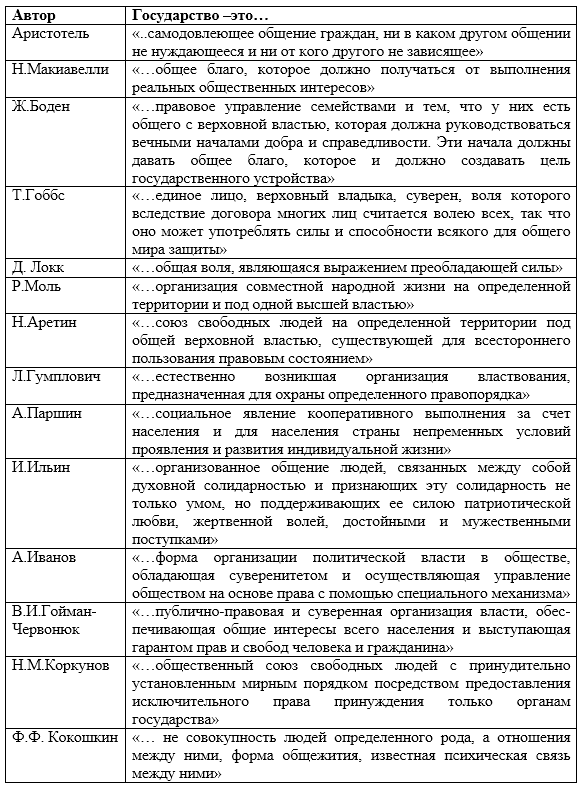 Автор Государство –это…
Аристотель «..самодовлеющее общение граждан, ни в каком другом общении
не нуждающееся и ни от кого другого не зависящее»
Н.Макиавелли «…общее благо, которое должно получаться от выполнения
реальных общественных интересов»
Ж.Боден «…правовое управление семействами и тем, что у них есть
общего с верховной властью, которая должна руководствоваться
вечными началами добра и справедливости. Эти начала должны
давать общее благо, которое и должно создавать цель
государственного устройства»
Т.Гоббс «…единое лицо, верховный владыка, суверен, воля которого
вследствие договора многих лиц считается волею всех, так что
оно может употреблять силы и способности всякого для общего
мира защиты»
Д. Локк «…общая воля, являющаяся выражением преобладающей силы»
Р.Моль «…организация совместной народной жизни на определенной
территории и под одной высшей властью»
Н.Аретин «…союз свободных людей на определенной территории под
общей верховной властью, существующей для всестороннего
пользования правовым состоянием»
Л.Гумплович «…естественно возникшая организация властвования,
предназначенная для охраны определенного правопорядка»
А.Паршин «…социальное явление кооперативного выполнения за счет
населения и для населения страны непременных условий
проявления и развития индивидуальной жизни»
И.Ильин «…организованное общение людей, связанных между собой
духовной солидарностью и признающих эту солидарность не
только умом, но поддерживающих ее силою патриотической
любви, жертвенной волей, достойными и мужественными
поступками»
А.Иванов «…форма организации политической власти в обществе,
обладающая суверенитетом и осуществляющая управление
обществом на основе права с помощью специального механизма»
В.И.Гойман- «…публично-правовая и суверенная организация власти, обес-
Червонюк печивающая общие интересы всего населения и выступающая
гарантом прав и свобод человека и гражданина»
Н.М.Коркунов «…общественный союз свободных людей с принудительно
установленным мирным порядком посредством предоставления
исключительного права принуждения только органам
государства»
Ф.Ф. Кокошкин «… не совокупность людей определенного рода, а отношения
между ними, форма общежития, известная психическая связь
между ними»